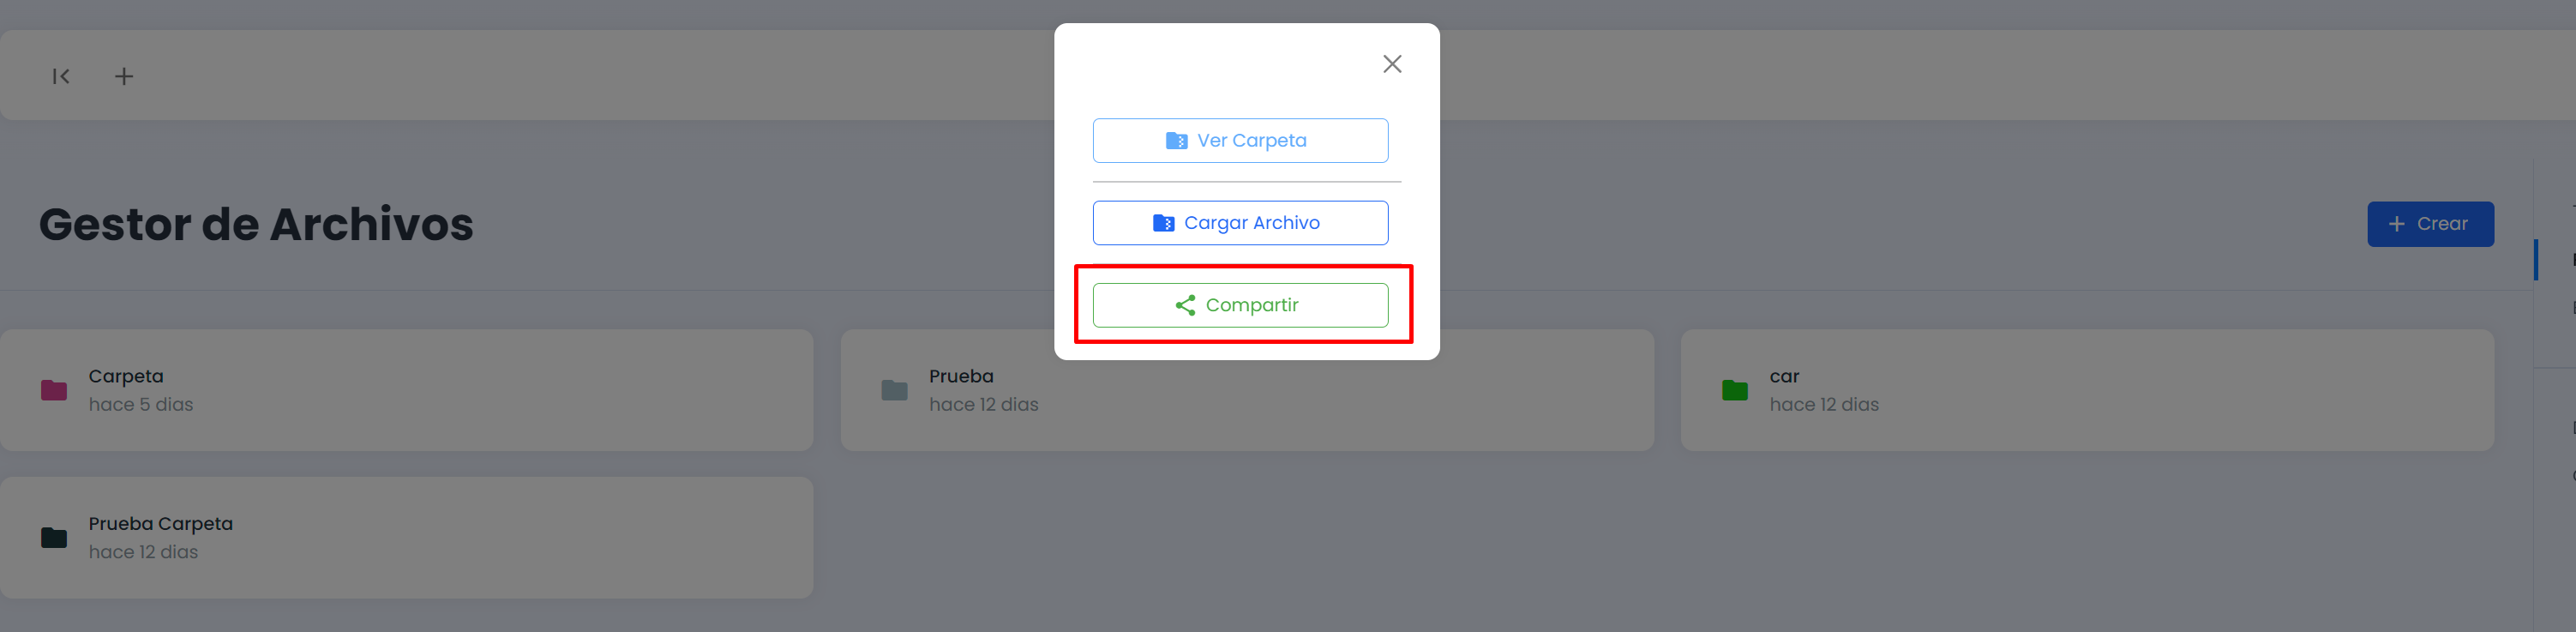 Ver Carpeta
Cargar Archivo
Compartir
Gestor de Archivos
Crear
Carpeta
hace 5 dias
Prueba
hace 12 dias
car
hace 12 dias
Prueba Carpeta
hace 12 dias